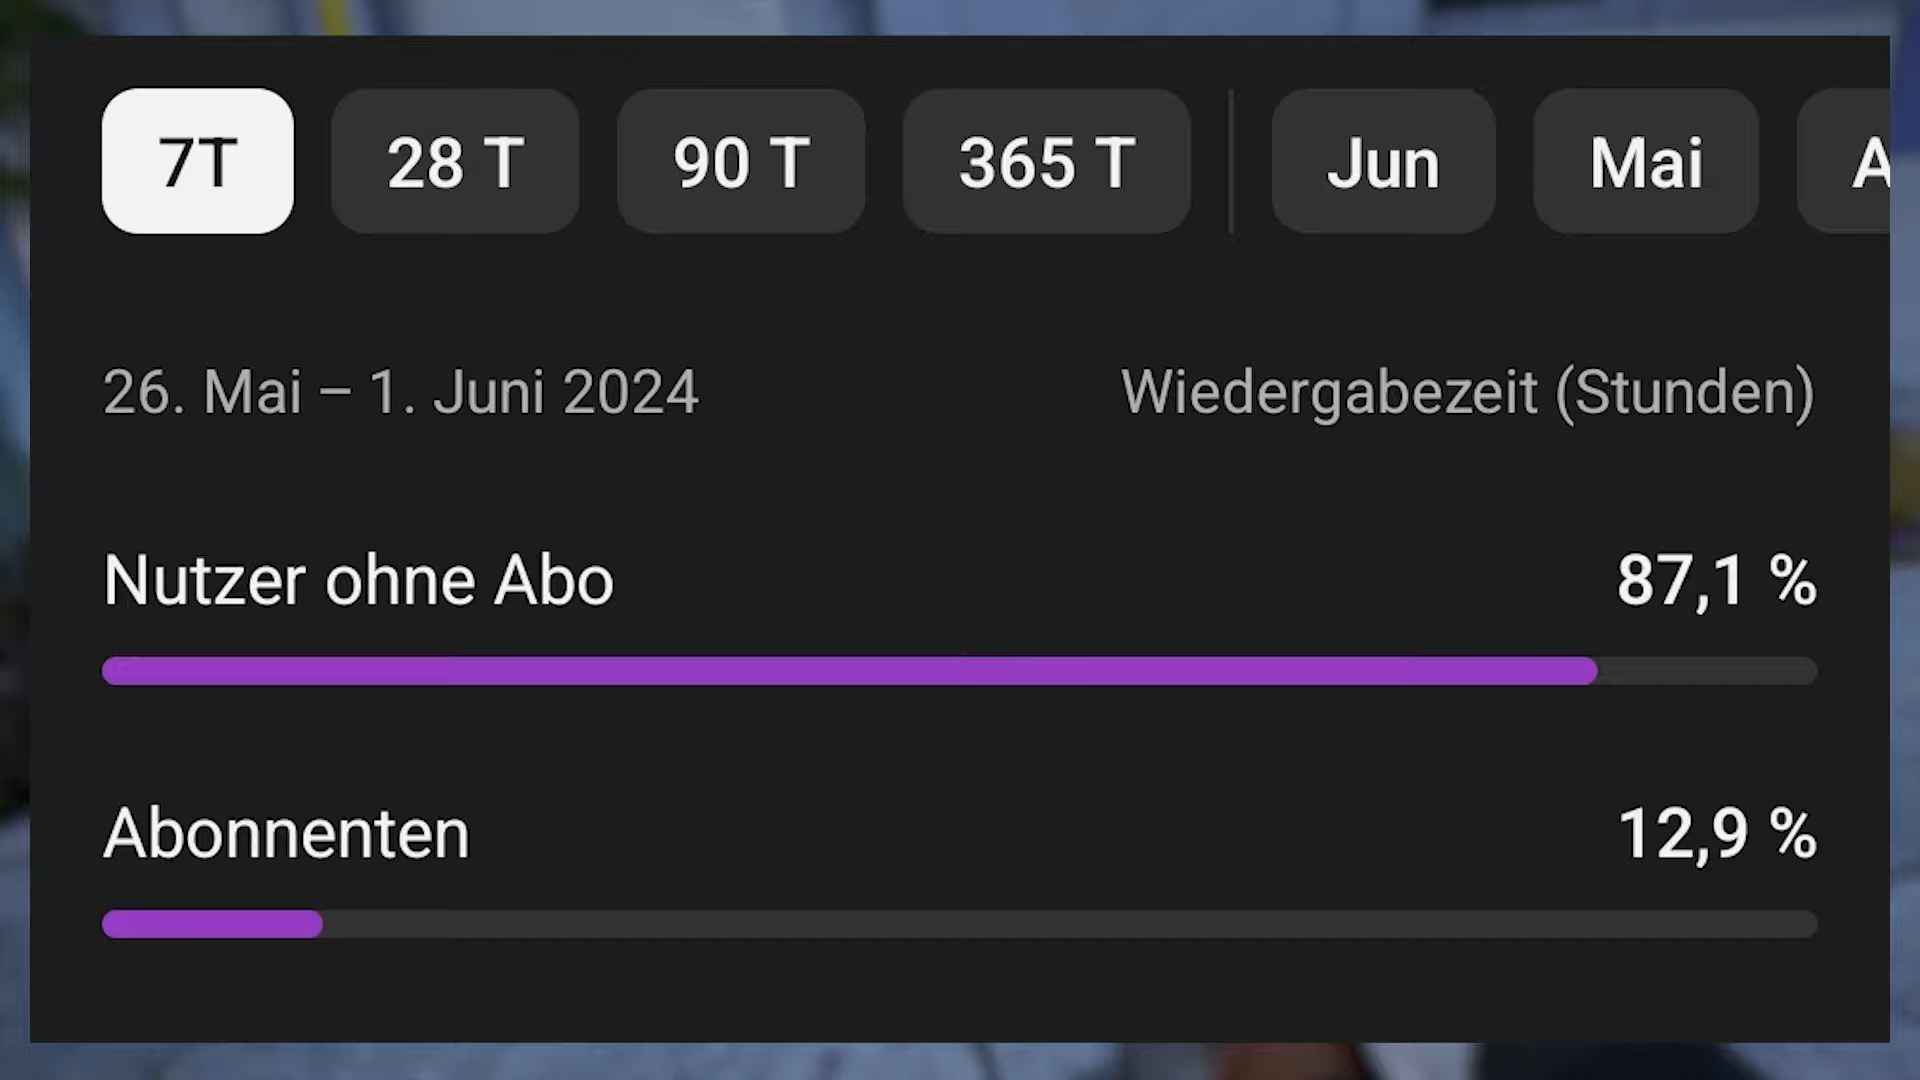 7T 28 T 90 T 365 T Jun Mai A
26. Mai – 1. Juni 2024 Wiedergabezeit (Stunden)
Nutzer ohne Abo 87,1 %
Abonnenten 12,9 %